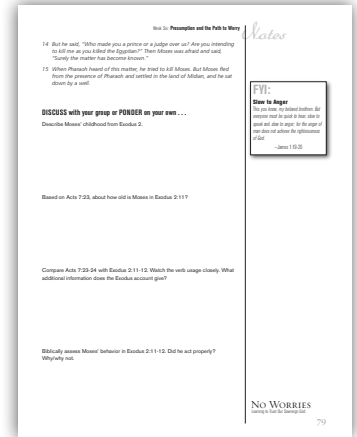 Week Six: Presumption and the Path to Worry
Notes
14 But he said, "Who made you a prince or a judge over us? Are you intending
to kill me as you killed the Egyptian?" Then Moses was afraid and said,
"Surely the matter has become known."
15 When Pharaoh heard of this matter, he tried to kill Moses. But Moses fled
from the presence of Pharaoh and settled in the land of Midian, and he sat
down by a well.
DISCUSS with your group or PONDER on your own . . .
Describe Moses' childhood from Exodus 2.
Based on Acts 7:23, about how old is Moses in Exodus 2:11?
Compare Acts 7:23-24 with Exodus 2:11-12. Watch the verb usage closely. What
additional information does the Exodus account give?
Biblically assess Moses' behavior in Exodus 2:11-12. Did he act properly?
Why/why not.
FYI:
Slow to Anger
This you know, my beloved brethren. But
everyone must be quick to hear, slow to
speak and slow to anger; for the anger of
man does not achieve the righteousness
of God.
—James 1:19-20
No Worries
Learning to Trust Our Sovereign God
79